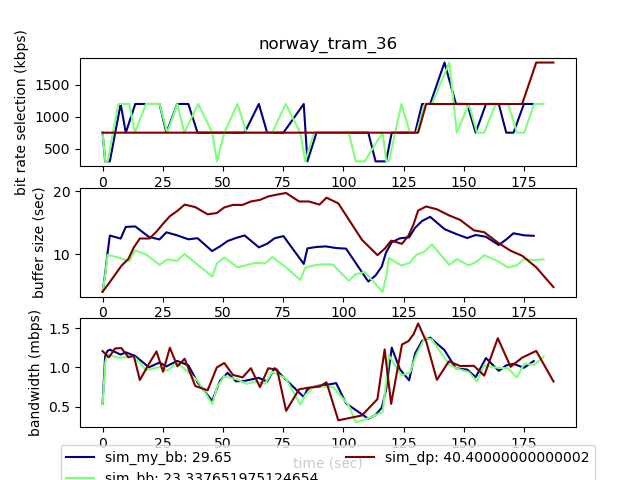 norway_tram_36
bit rate selection (kbps)
1500
1000
500
0 25 50 75 100 125 150 175
buffer size (sec)
20
10
0 25 50 75 100 125 150 175
bandwidth (mbps)
1.5
1.0
0.5
0 25 50 75 100 125 150 175
time (sec)
sim_my_bb: 29.65
sim_dp: 40.40000000000002
sim_bb: 23.337651975124654